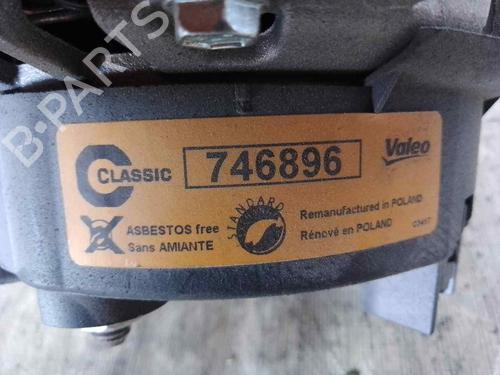 B-PARTS
C CLASSIC
746896
Valeo
ASBESTOS free
Sans AMIANTE
STANDARD
Remanufactured in POLAND
Rénové en POLAND